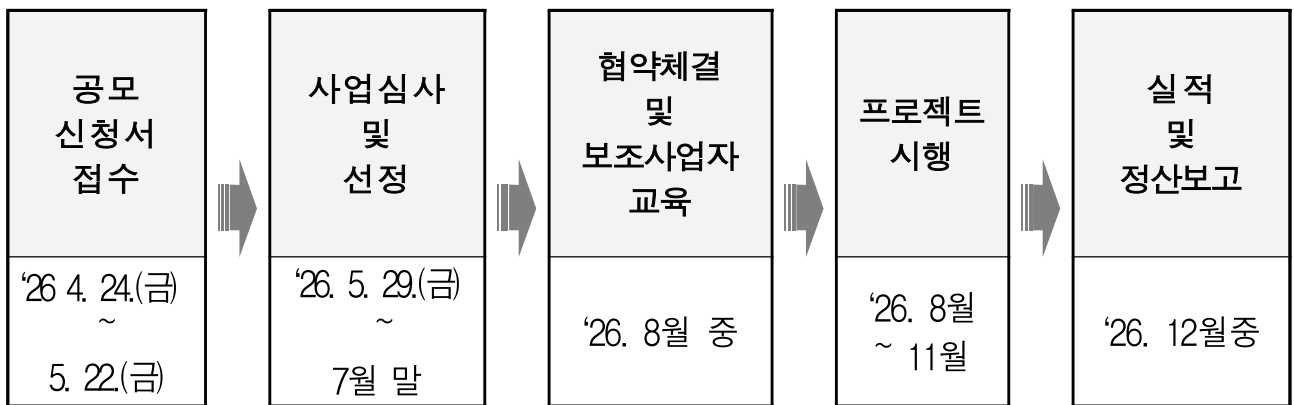 공모
신청서
접수
‘26 4. 24.(금)
~
5. 22.(금)
사업심사
및
선정
‘26. 5. 29.(금)
~
7월 말
협약체결
및
보조사업자
교육
‘26. 8월 중
프로젝트
시행
‘26. 8월
~ 11월
실적
및
정산보고
‘26. 12월중